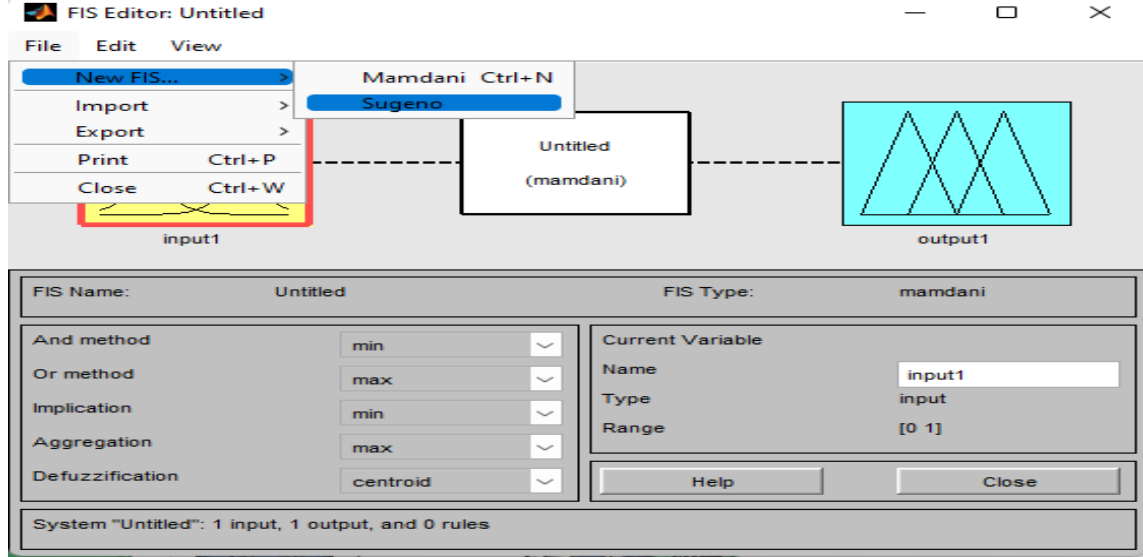 FIS Editor: Untitled
File Edit View
New FIS... >
Mamdani Ctrl+N
Sugeno
Import >
Export >
Print Ctrl+P
Close Ctrl+W
Untitled
(mamdani)
input1
output1
FIS Name: Untitled FIS Type: mamdani
And method min
Or method max
Implication min
Aggregation max
Defuzzification centroid
Current Variable
Name input1
Type input
Range [0 1]
Help Close
System "Untitled": 1 input, 1 output, and 0 rules